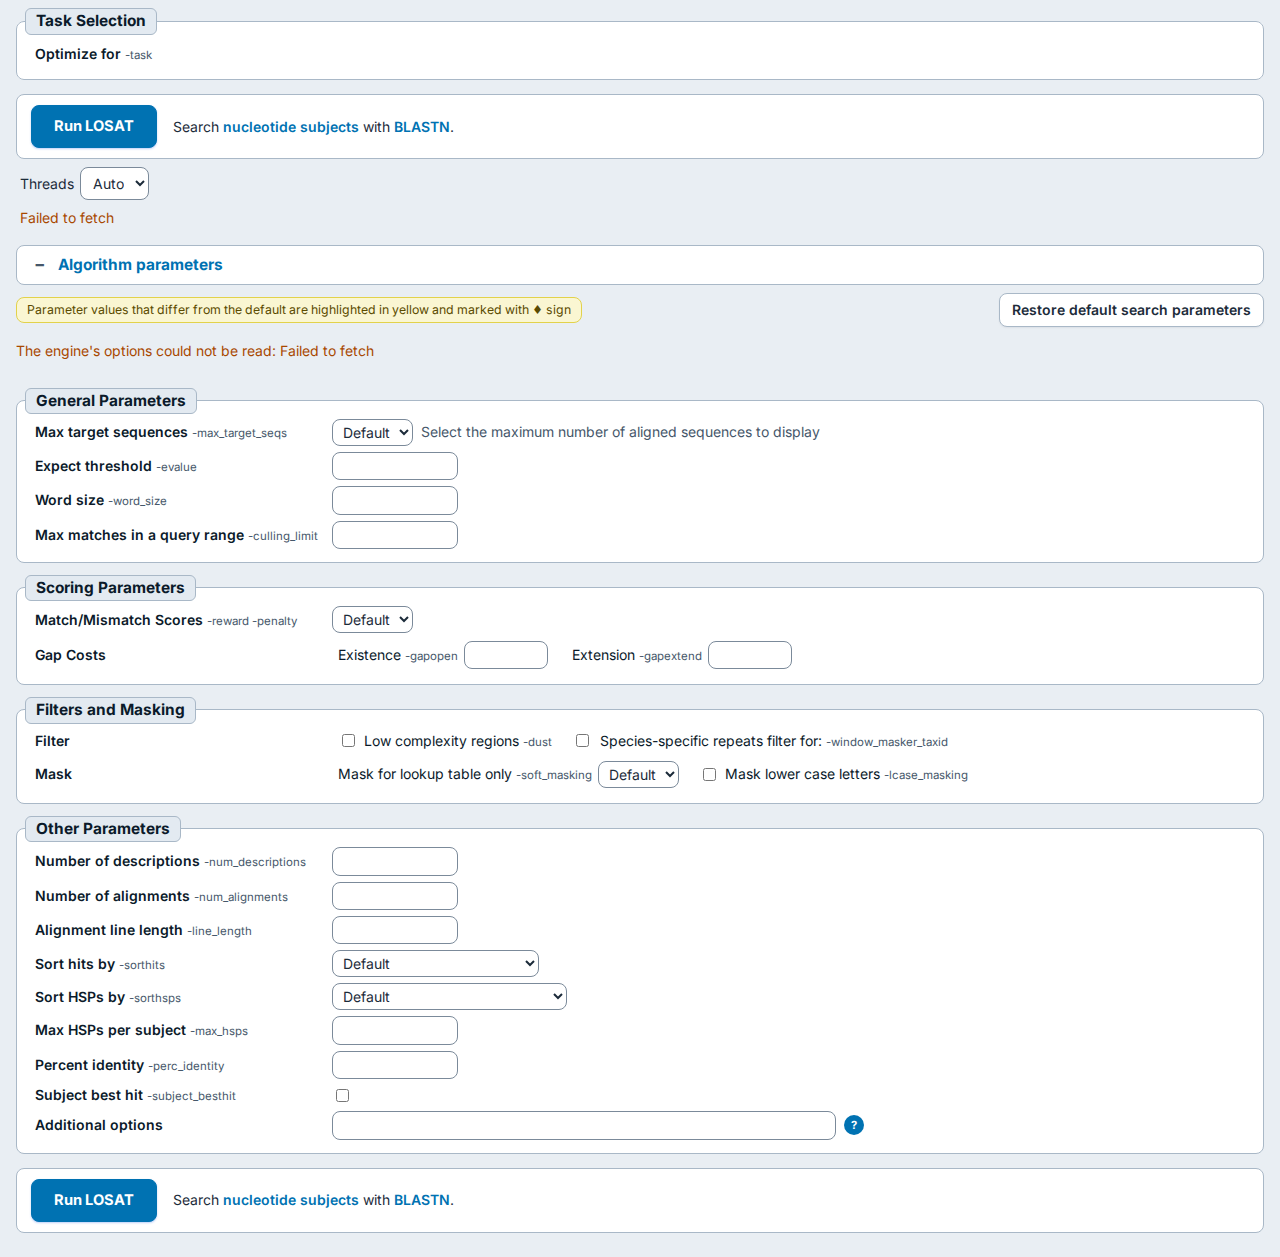 Task Selection
Optimize for -task
Run LOSAT Search nucleotide subjects with BLASTN.
Threads Auto
Failed to fetch
− Algorithm parameters
Parameter values that differ from the default are highlighted in yellow and marked with ♦ sign Restore default search parameters
The engine's options could not be read: Failed to fetch
General Parameters
Max target sequences -max_target_seqs Default Select the maximum number of aligned sequences to display
Expect threshold -evalue
Word size -word_size
Max matches in a query range -culling_limit
Scoring Parameters
Match/Mismatch Scores -reward -penalty Default
Gap Costs Existence -gapopen Extension -gapextend
Filters and Masking
Filter Low complexity regions -dust Species-specific repeats filter for: -window_masker_taxid
Mask Mask for lookup table only -soft_masking Default Mask lower case letters -lcase_masking
Other Parameters
Number of descriptions -num_descriptions
Number of alignments -num_alignments
Alignment line length -line_length
Sort hits by -sorthits Default
Sort HSPs by -sorthsps Default
Max HSPs per subject -max_hsps
Percent identity -perc_identity
Subject best hit -subject_besthit
Additional options ?
Run LOSAT Search nucleotide subjects with BLASTN.